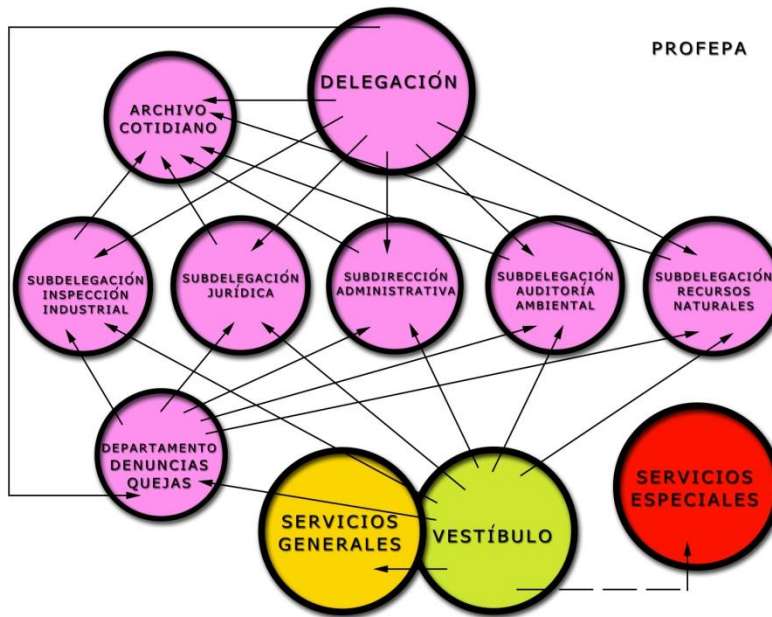 PROFEPA
DELEGACIÓN
ARCHIVO
COTIDIANO
SUBDELEGACIÓN
INSPECCIÓN
INDUSTRIAL
SUBDELEGACIÓN
JURÍDICA
SUBDIRECCIÓN
ADMINISTRATIVA
SUBDELEGACIÓN
AUDITORÍA
AMBIENTAL
SUBDELEGACIÓN
RECURSOS
NATURALES
DEPARTAMENTO
DENUNCIAS
QUEJAS
SERVICIOS
GENERALES
VESTÍBULO
SERVICIOS
ESPECIALES